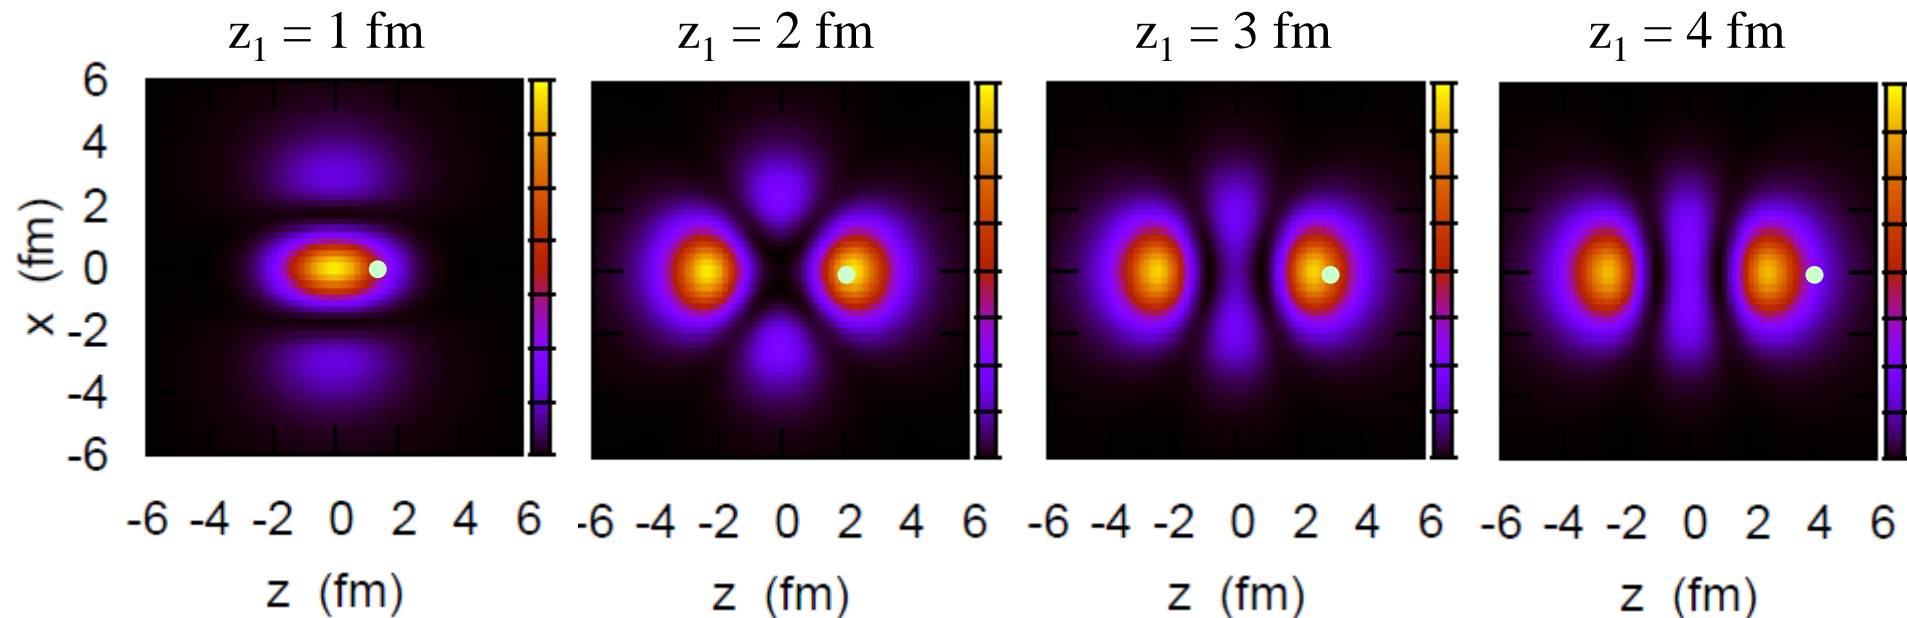 z₁ = 1 fm z₁ = 2 fm z₁ = 3 fm z₁ = 4 fm
6
4
2
0
-2
-4
-6
x (fm)
-6 -4 -2 0 2 4 6 -6 -4 -2 0 2 4 6 -6 -4 -2 0 2 4 6 -6 -4 -2 0 2 4 6
z (fm) z (fm) z (fm) z (fm)